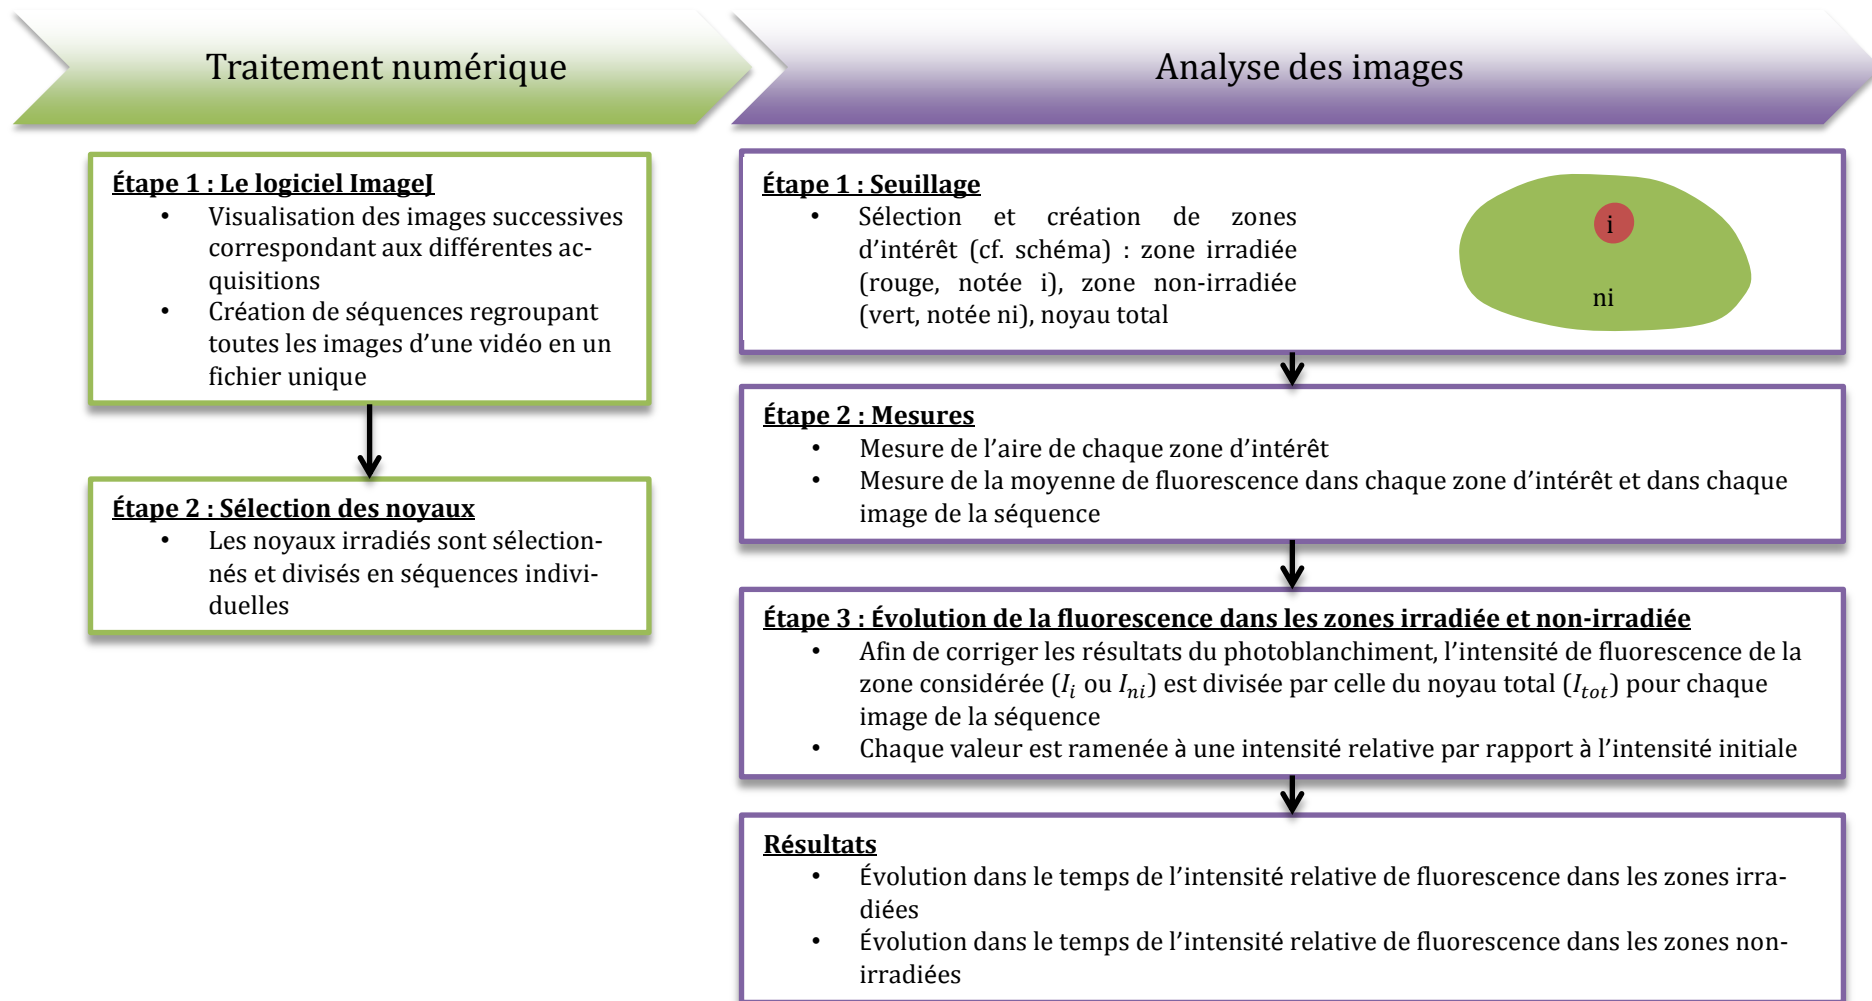 Traitement numérique
Analyse des images
Étape 1 : Le logiciel ImageJ
• Visualisation des images successives
correspondant aux différentes ac-
quisitions
• Création de séquences regroupant
toutes les images d’une vidéo en un
fichier unique
Étape 2 : Sélection des noyaux
• Les noyaux irradiés sont sélection-
nés et divisés en séquences indivi-
duelles
Étape 1 : Seuillage
• Sélection et création de zones
d’intérêt (cf. schéma) : zone irradiée
(rouge, notée i), zone non-irradiée
(vert, notée ni), noyau total
i
ni
Étape 2 : Mesures
• Mesure de l’aire de chaque zone d’intérêt
• Mesure de la moyenne de fluorescence dans chaque zone d’intérêt et dans chaque
image de la séquence
Étape 3 : Évolution de la fluorescence dans les zones irradiée et non-irradiée
• Afin de corriger les résultats du photoblanchiment, l’intensité de fluorescence de la
zone considérée (I_i ou I_{ni}) est divisée par celle du noyau total (I_{tot}) pour chaque
image de la séquence
• Chaque valeur est ramenée à une intensité relative par rapport à l’intensité initiale
Résultats
• Évolution dans le temps de l’intensité relative de fluorescence dans les zones irra-
diées
• Évolution dans le temps de l’intensité relative de fluorescence dans les zones non-
irradiées